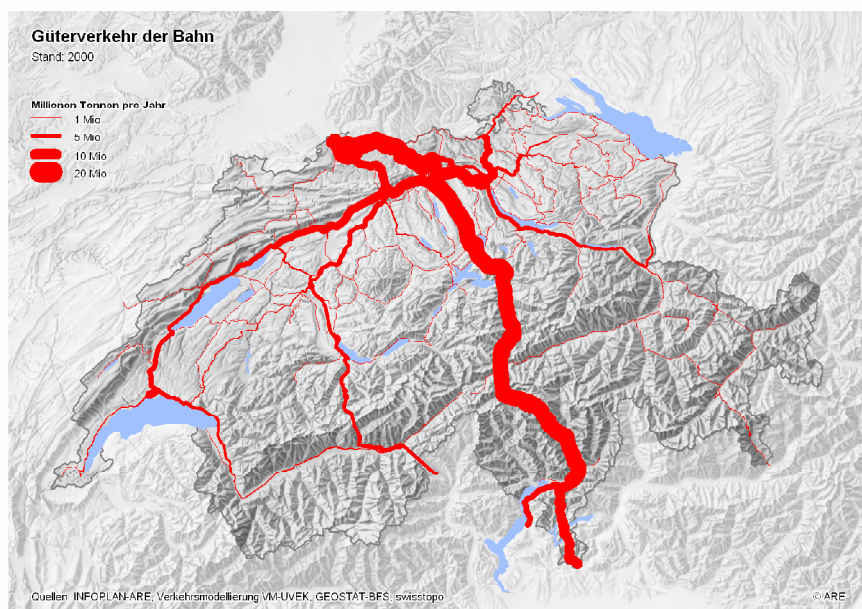 Güterverkehr der Bahn
Stand: 2000
Millionen Tonnen pro Jahr
1 Mio
5 Mio
10 Mio
20 Mio
Quellen: INFOPLAN-ARE, Verkehrsmodellierung VM-UVEK, GEOSTAT-BFS, swisstopo
© ARE